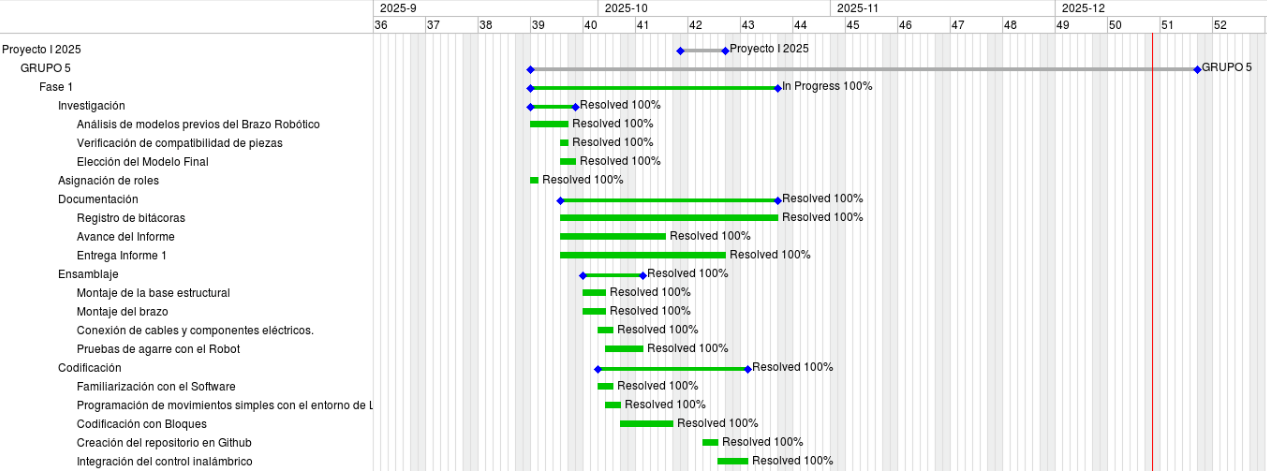 2025-9 2025-10 2025-11 2025-12
36 37 38 39 40 41 42 43 44 45 46 47 48 49 50 51 52
Proyecto I 2025 Proyecto I 2025
GRUPO 5 GRUPO 5
Fase 1 In Progress 100%
Investigación Resolved 100%
Análisis de modelos previos del Brazo Robótico Resolved 100%
Verificación de compatibilidad de piezas Resolved 100%
Elección del Modelo Final Resolved 100%
Asignación de roles Resolved 100%
Documentación Resolved 100%
Registro de bitácoras Resolved 100%
Avance del Informe Resolved 100%
Entrega Informe 1 Resolved 100%
Ensamblaje Resolved 100%
Montaje de la base estructural Resolved 100%
Montaje del brazo Resolved 100%
Conexión de cables y componentes eléctricos. Resolved 100%
Pruebas de agarre con el Robot Resolved 100%
Codificación Resolved 100%
Familiarización con el Software Resolved 100%
Programación de movimientos simples con el entorno de L Resolved 100%
Codificación con Bloques Resolved 100%
Creación del repositorio en Github Resolved 100%
Integración del control inalámbrico Resolved 100%